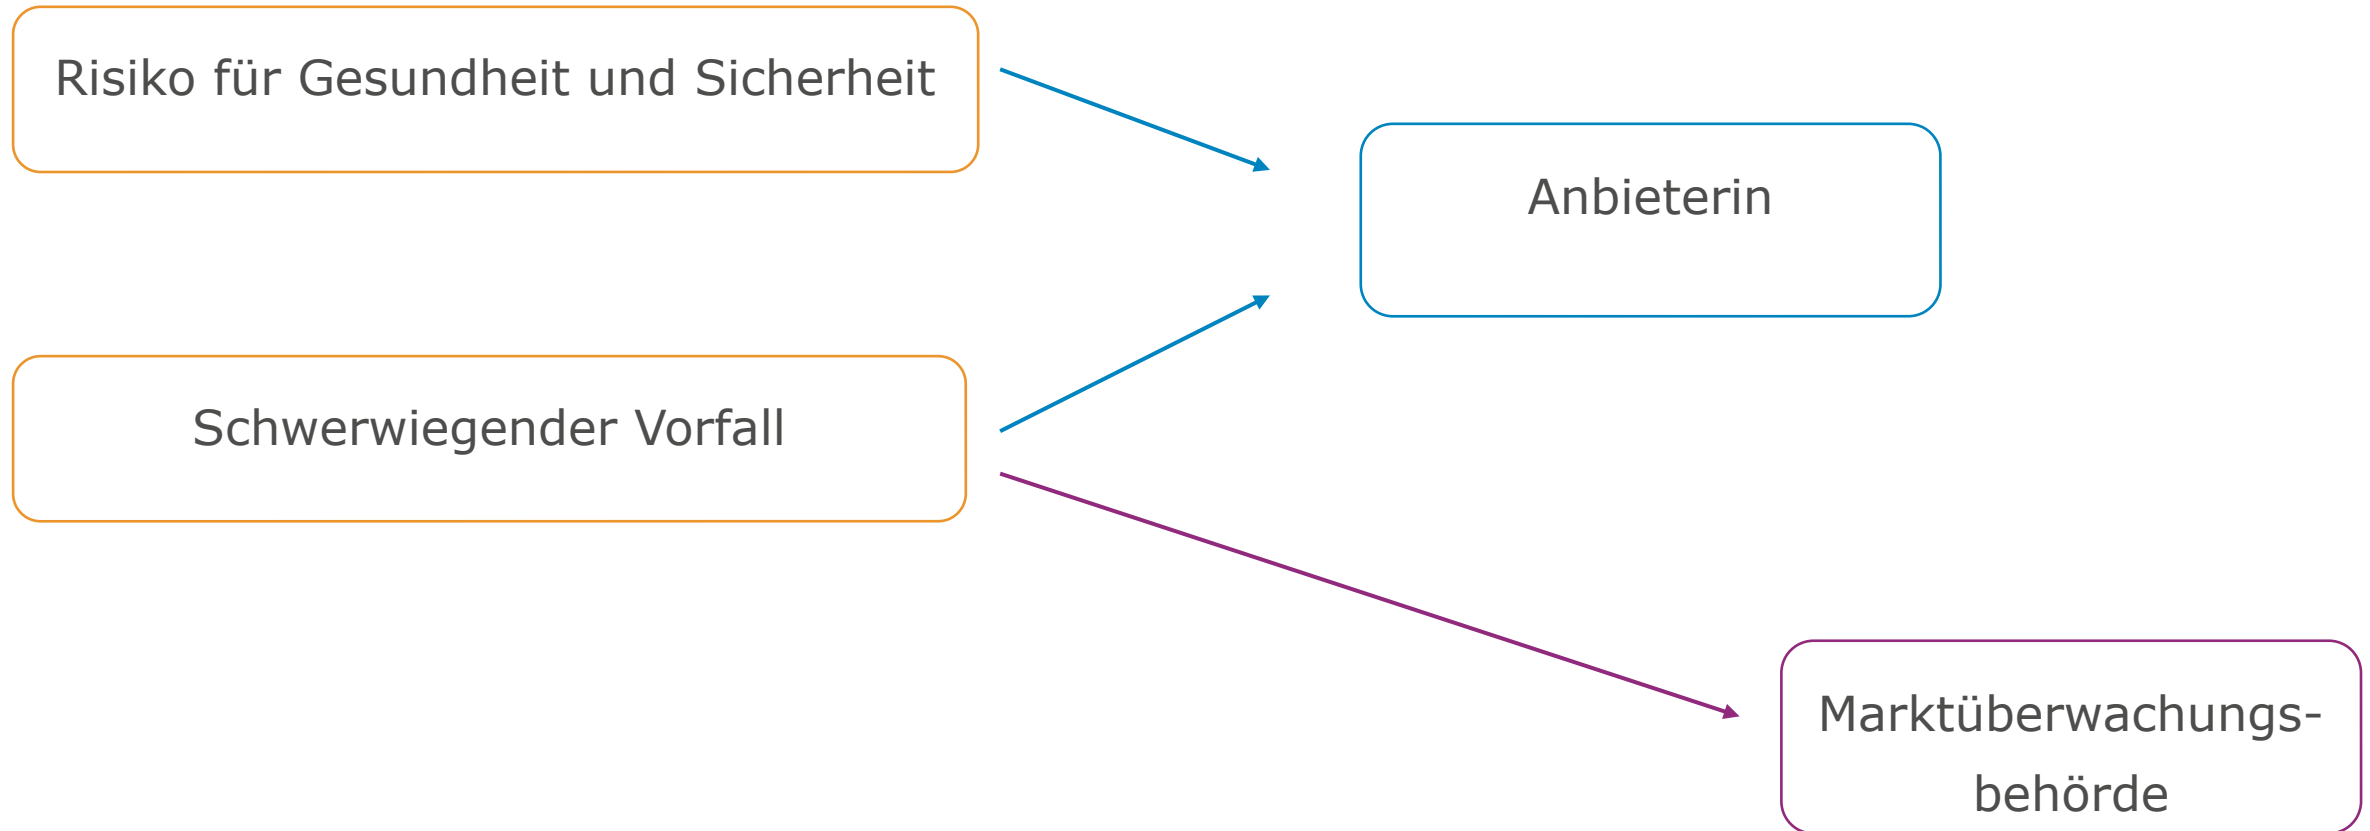 Risiko für Gesundheit und Sicherheit
Anbieterin
Schwerwiegender Vorfall
Marktüberwachungs-
behörde